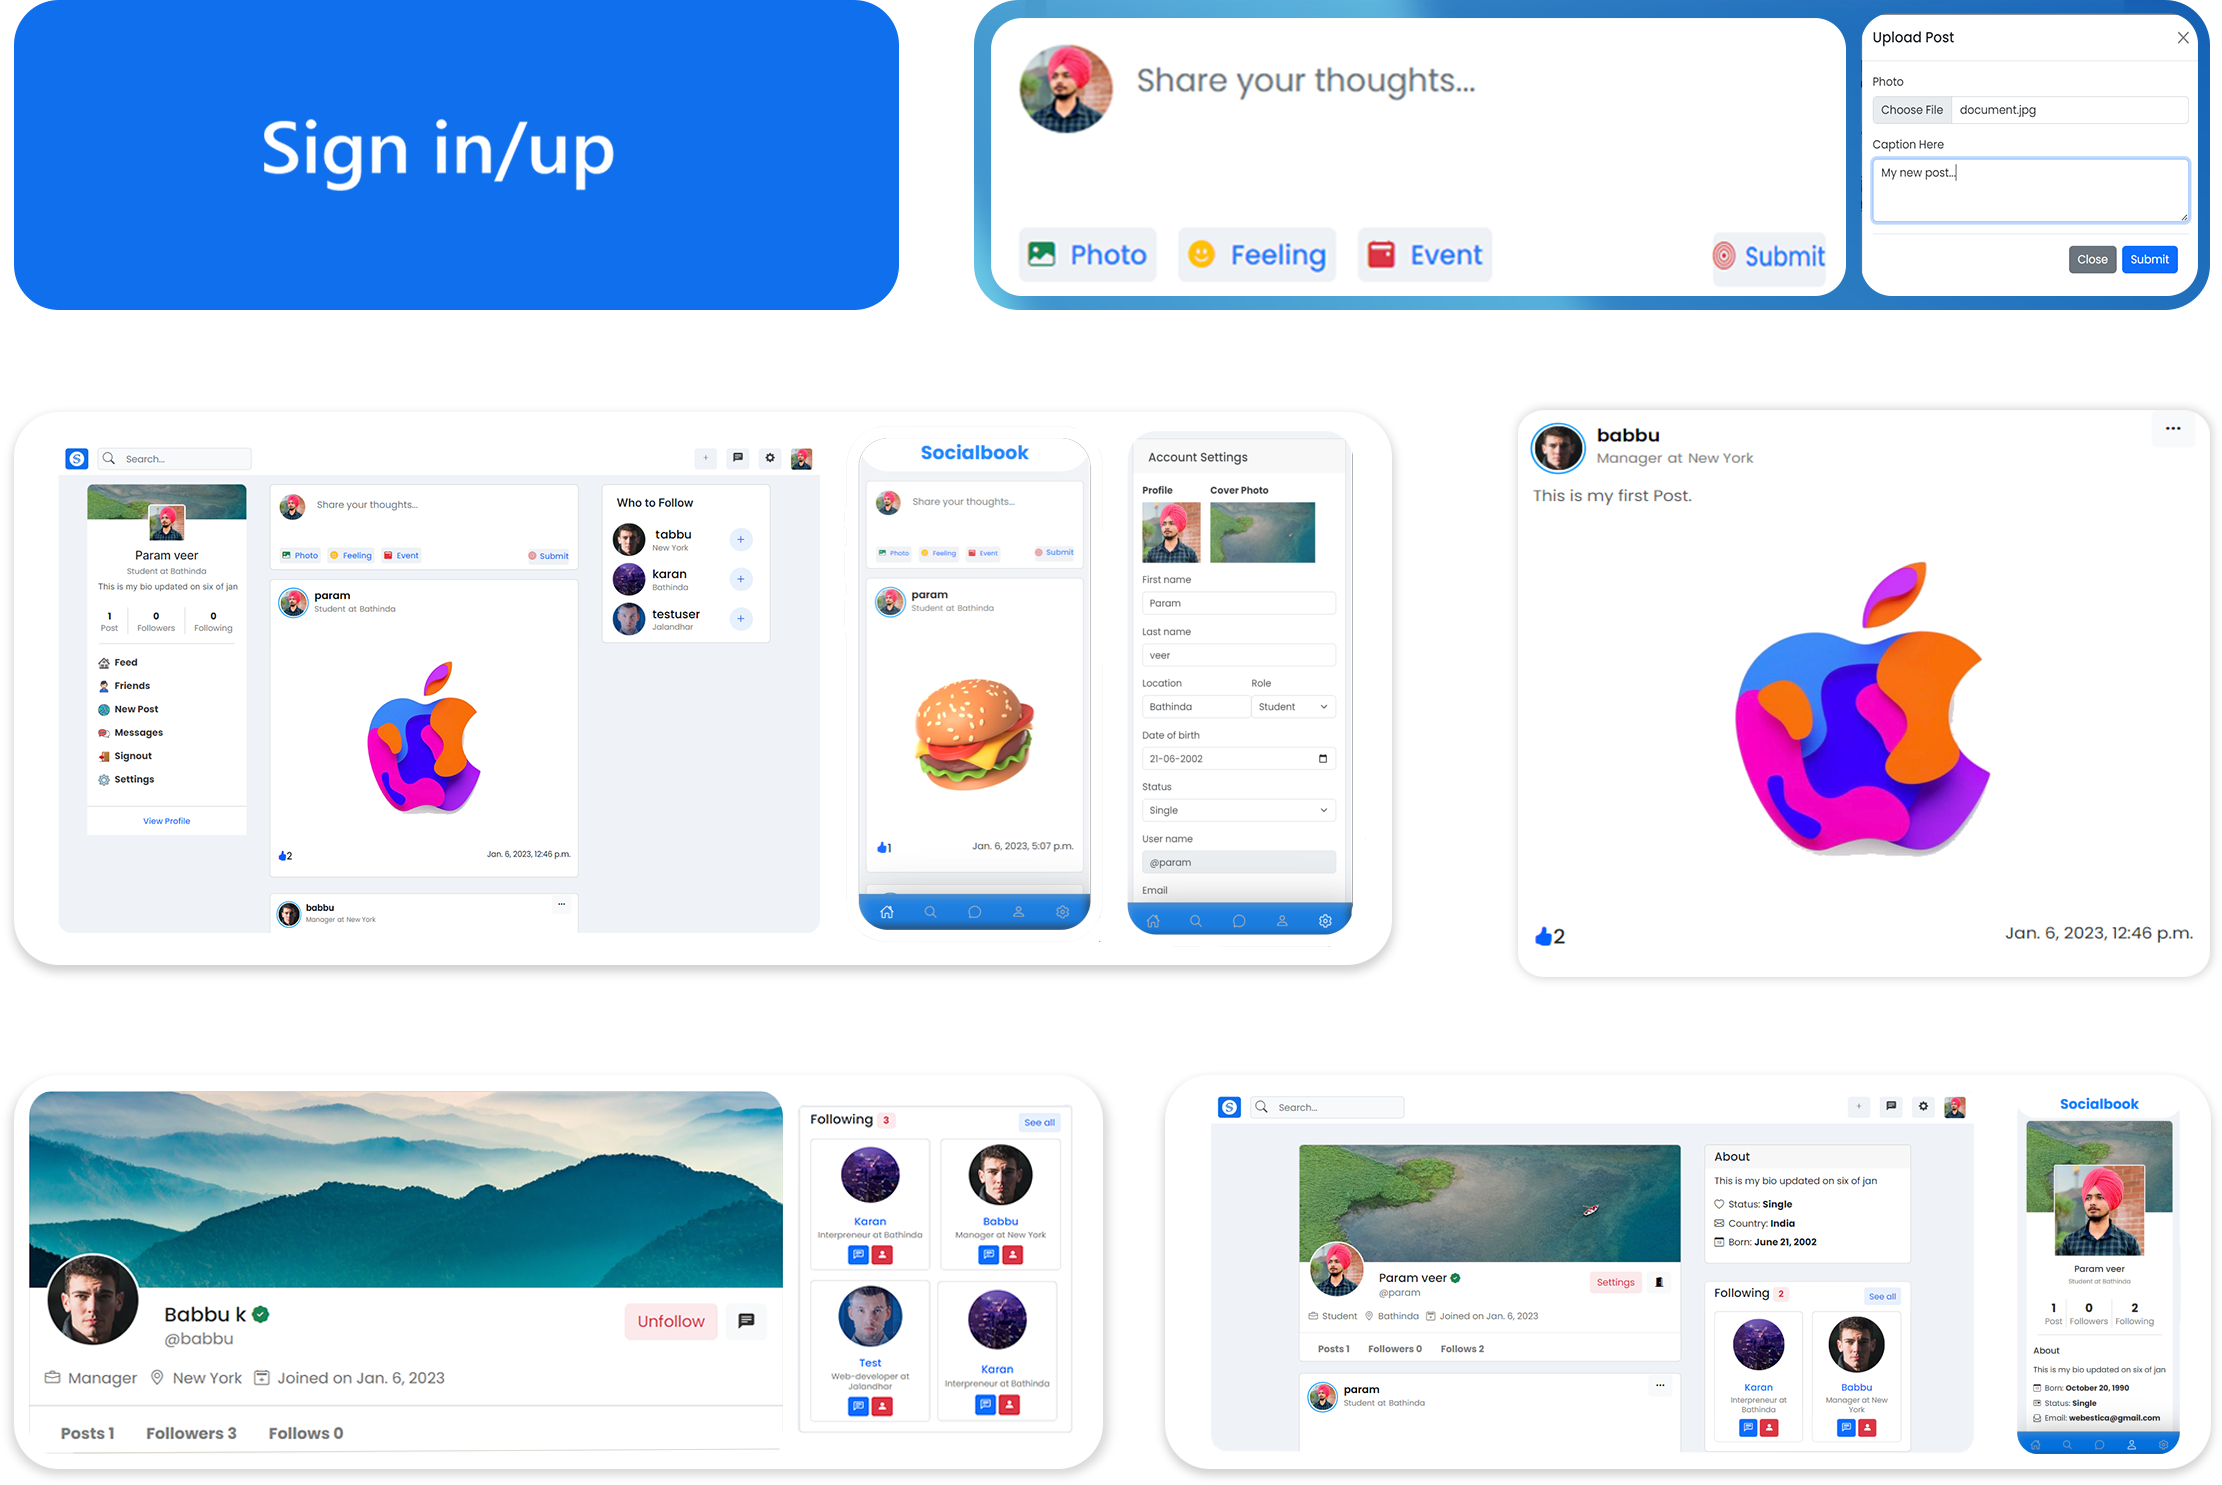 Sign in/up
Share your thoughts...
Photo
Feeling
Event
Submit
Upload Post
Photo
Choose File
document.jpg
Caption Here
My new post...
Close
Submit
S
Search...
Param veer
Student at Bathinda
This is my bio updated on six of jan
1
0
0
Post
Followers
Following
Feed
Friends
New Post
Messages
Signout
Settings
View Profile
Share your thoughts...
Photo
Feeling
Event
Submit
param
Student at Bathinda
2
Jan. 6, 2023, 12:46 p.m.
babbu
Manager at New York
Who to Follow
tabbu
New York
karan
Bathinda
testuser
Jalandhar
Socialbook
Share your thoughts...
Photo
Feeling
Event
Submit
param
Student at Bathinda
1
Jan. 6, 2023, 5:07 p.m.
Account Settings
Profile
Cover Photo
First name
Param
Last name
veer
Location
Role
Bathinda
Student
Date of birth
21-06-2002
Status
Single
User name
@param
Email
babbu
Manager at New York
This is my first Post.
2
Jan. 6, 2023, 12:46 p.m.
Babbu k
@babbu
Unfollow
Manager
New York
Joined on Jan. 6, 2023
Posts 1
Followers 3
Follows 0
Following 3
See all
Karan
Interpreneur at Bathinda
Babbu
Manager at New York
Test
Web-developer at
Jalandhar
Karan
Interpreneur at Bathinda
S
Search...
Param veer
@param
Settings
Student
Bathinda
Joined on Jan. 6, 2023
Posts 1
Followers 0
Follows 2
param
Student at Bathinda
About
This is my bio updated on six of jan
Status: Single
Country: India
Born: June 21, 2002
Following 2
See all
Karan
Interpreneur at
Bathinda
Babbu
Manager at New
York
Socialbook
Param veer
Student at Bathinda
1
0
2
Post
Followers
Following
About
This is my bio updated on six of jan
Born: October 20, 1990
Status: Single
Email: webestica@gmail.com